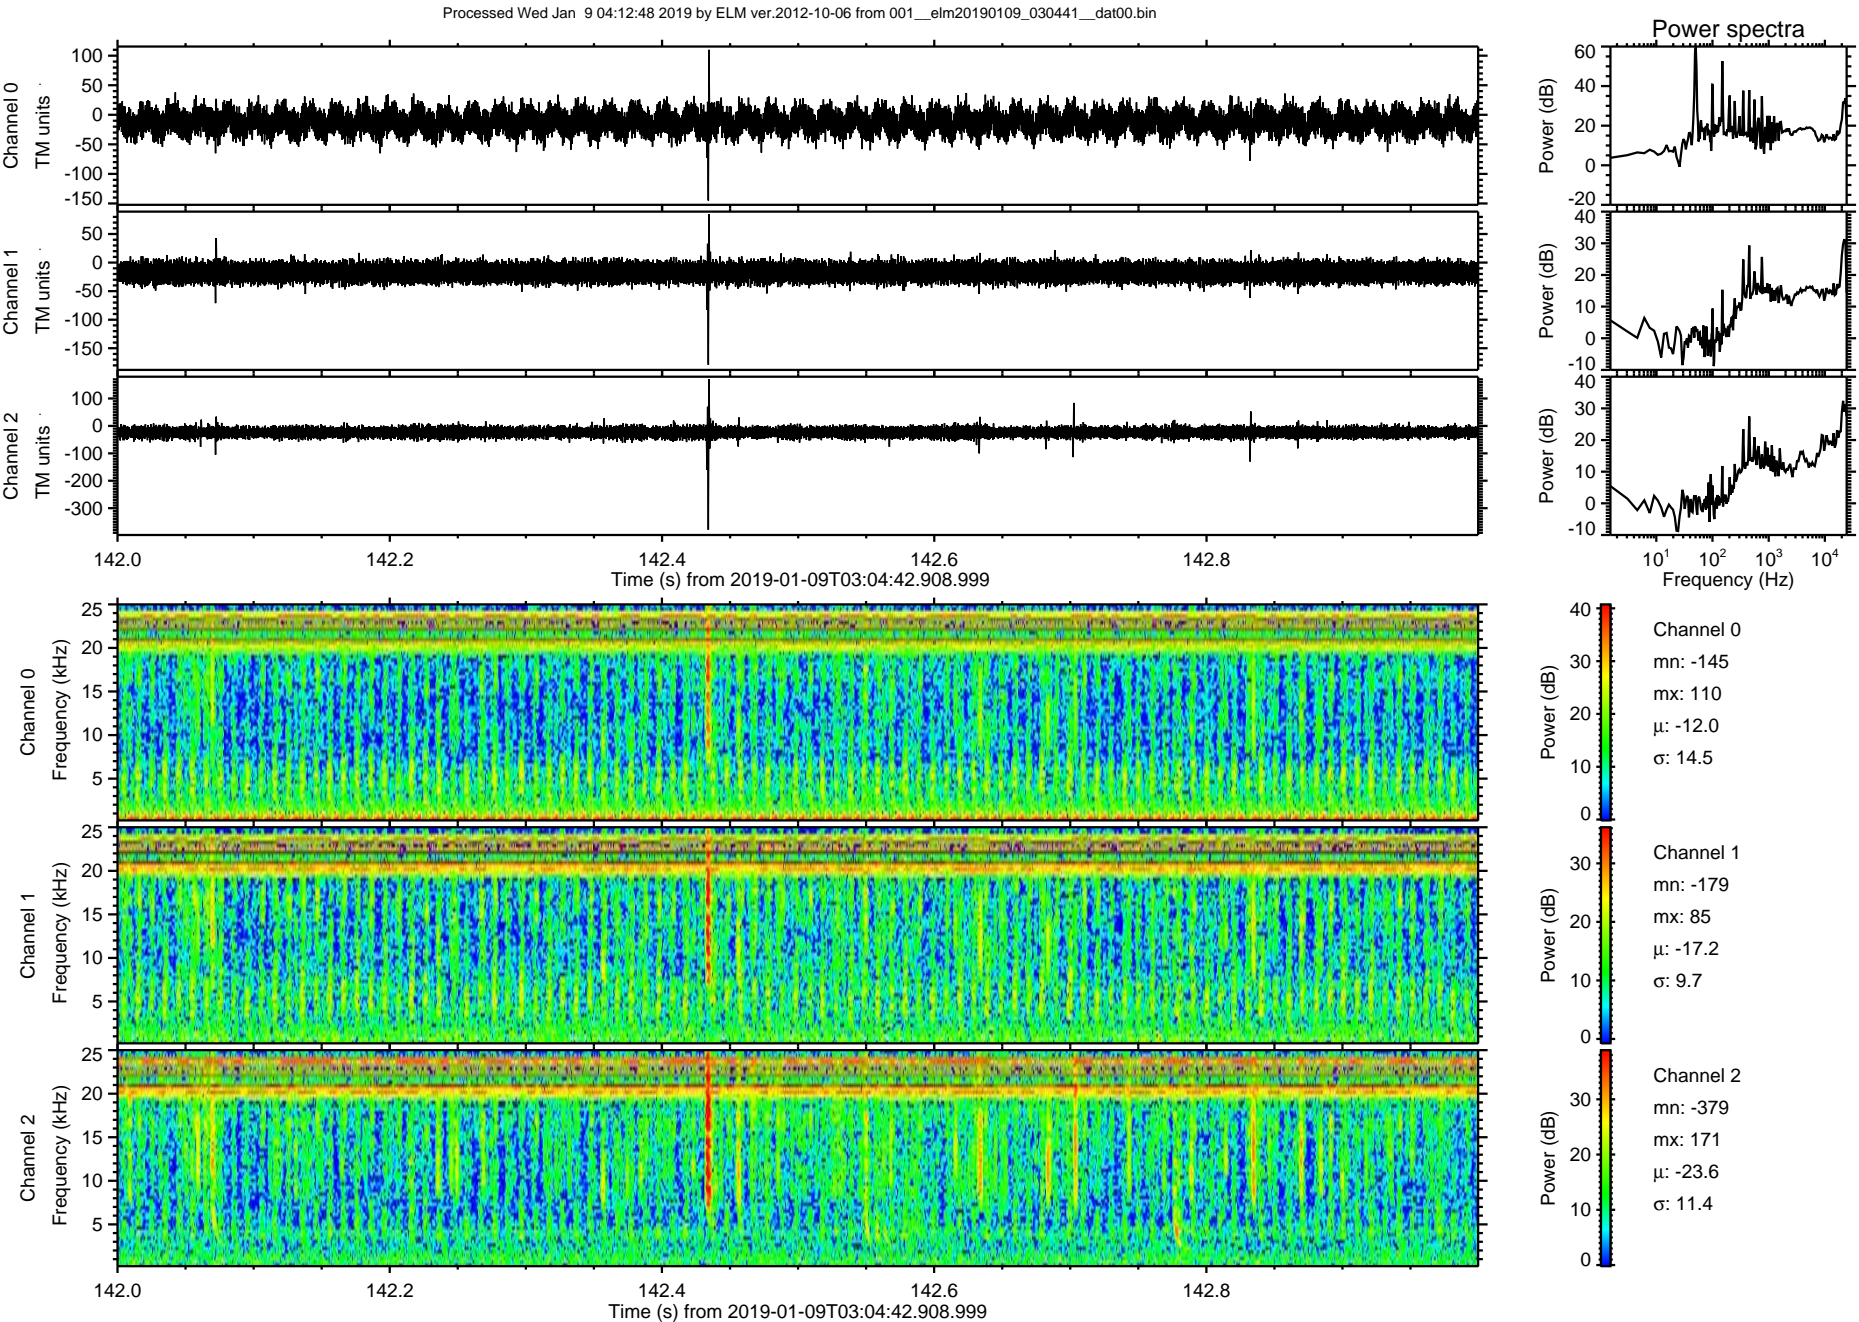 Processed Wed Jan  9 04:12:48 2019 by ELM ver.2012-10-06 from 001__elm20190109_030441__dat00.bin
Power spectra
Channel 0
TM units
100
50
0
-50
-100
-150
Power (dB)
60
40
20
0
-20
Channel 1
TM units
50
0
-50
-100
-150
Power (dB)
40
30
20
10
0
-10
Channel 2
TM units
100
0
-100
-200
-300
Power (dB)
40
30
20
10
0
-10
142.0 142.2 142.4 142.6 142.8
Time (s) from 2019-01-09T03:04:42.908.999
10^1 10^2 10^3 10^4
Frequency (Hz)
Channel 0
Frequency (kHz)
25
20
15
10
5
Power (dB)
40
30
20
10
0
Channel 0
mn: -145
mx: 110
µ: -12.0
σ: 14.5
Channel 1
Frequency (kHz)
25
20
15
10
5
Power (dB)
30
20
10
0
Channel 1
mn: -179
mx: 85
µ: -17.2
σ: 9.7
Channel 2
Frequency (kHz)
25
20
15
10
5
Power (dB)
30
20
10
0
Channel 2
mn: -379
mx: 171
µ: -23.6
σ: 11.4
142.0 142.2 142.4 142.6 142.8
Time (s) from 2019-01-09T03:04:42.908.999